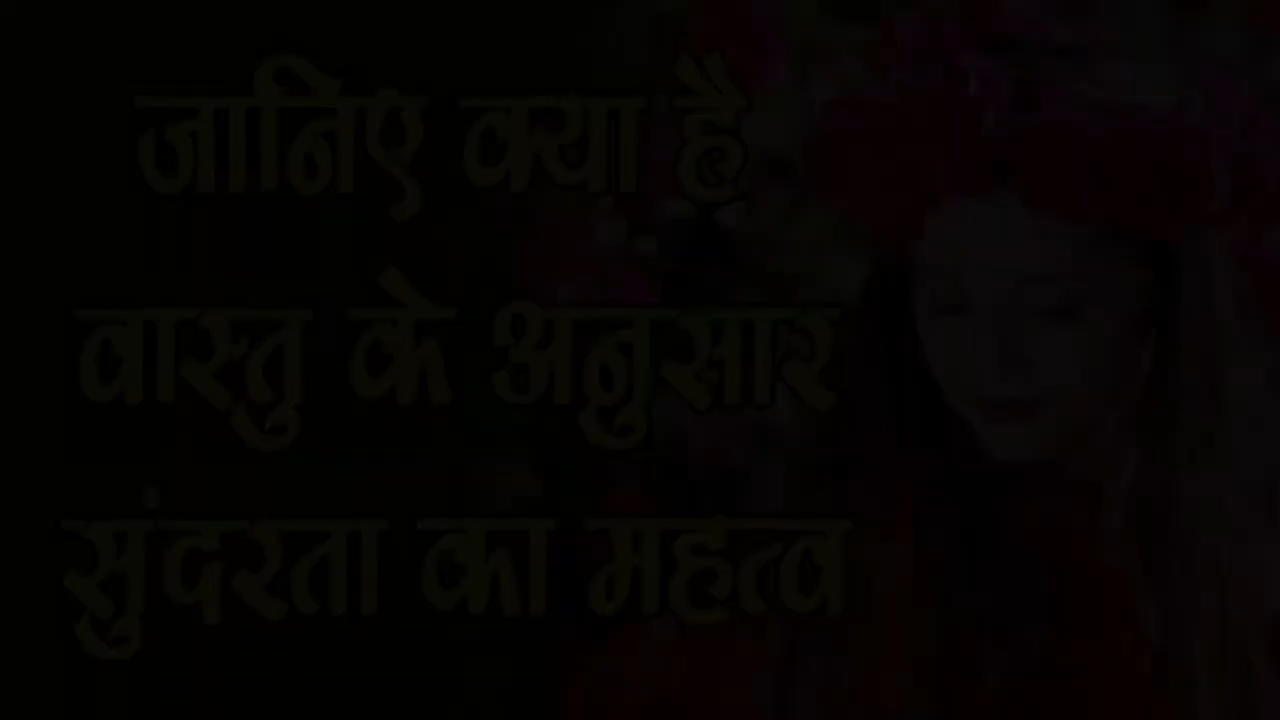 जानिए क्या है
वास्तु के अनुसार
सुंदरता का महत्व